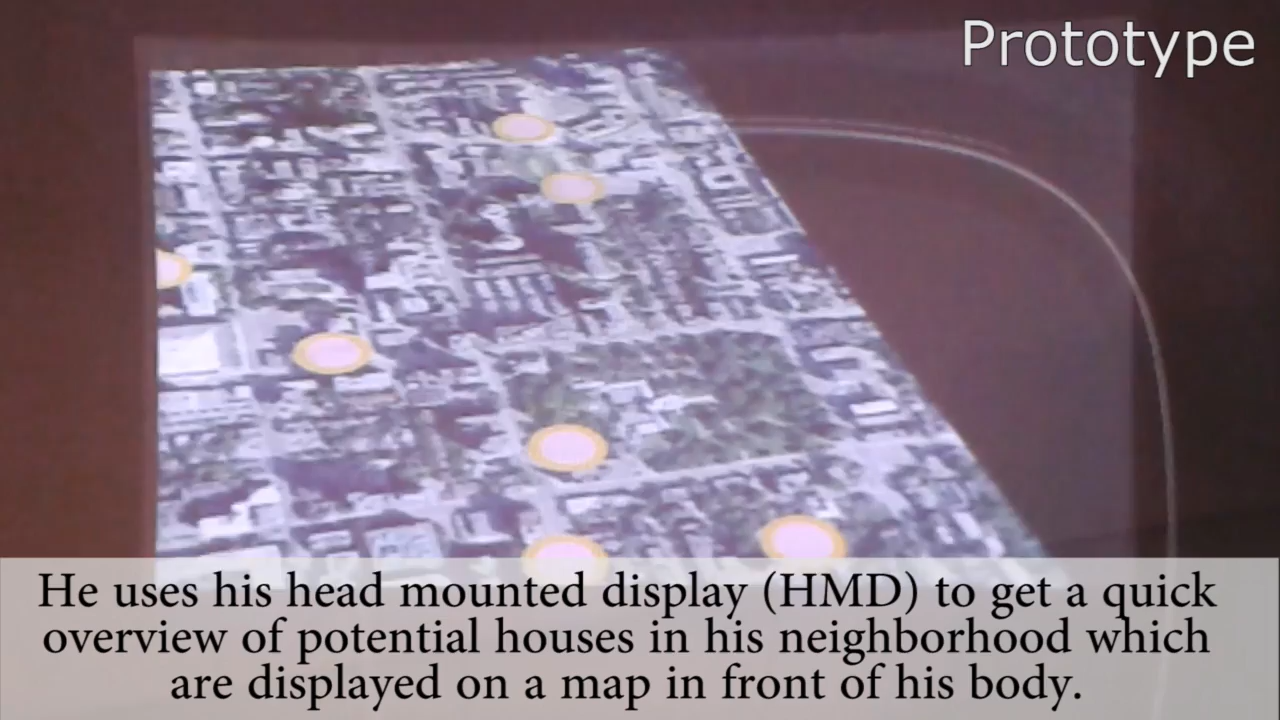 Prototype
He uses his head mounted display (HMD) to get a quick
overview of potential houses in his neighborhood which
are displayed on a map in front of his body.